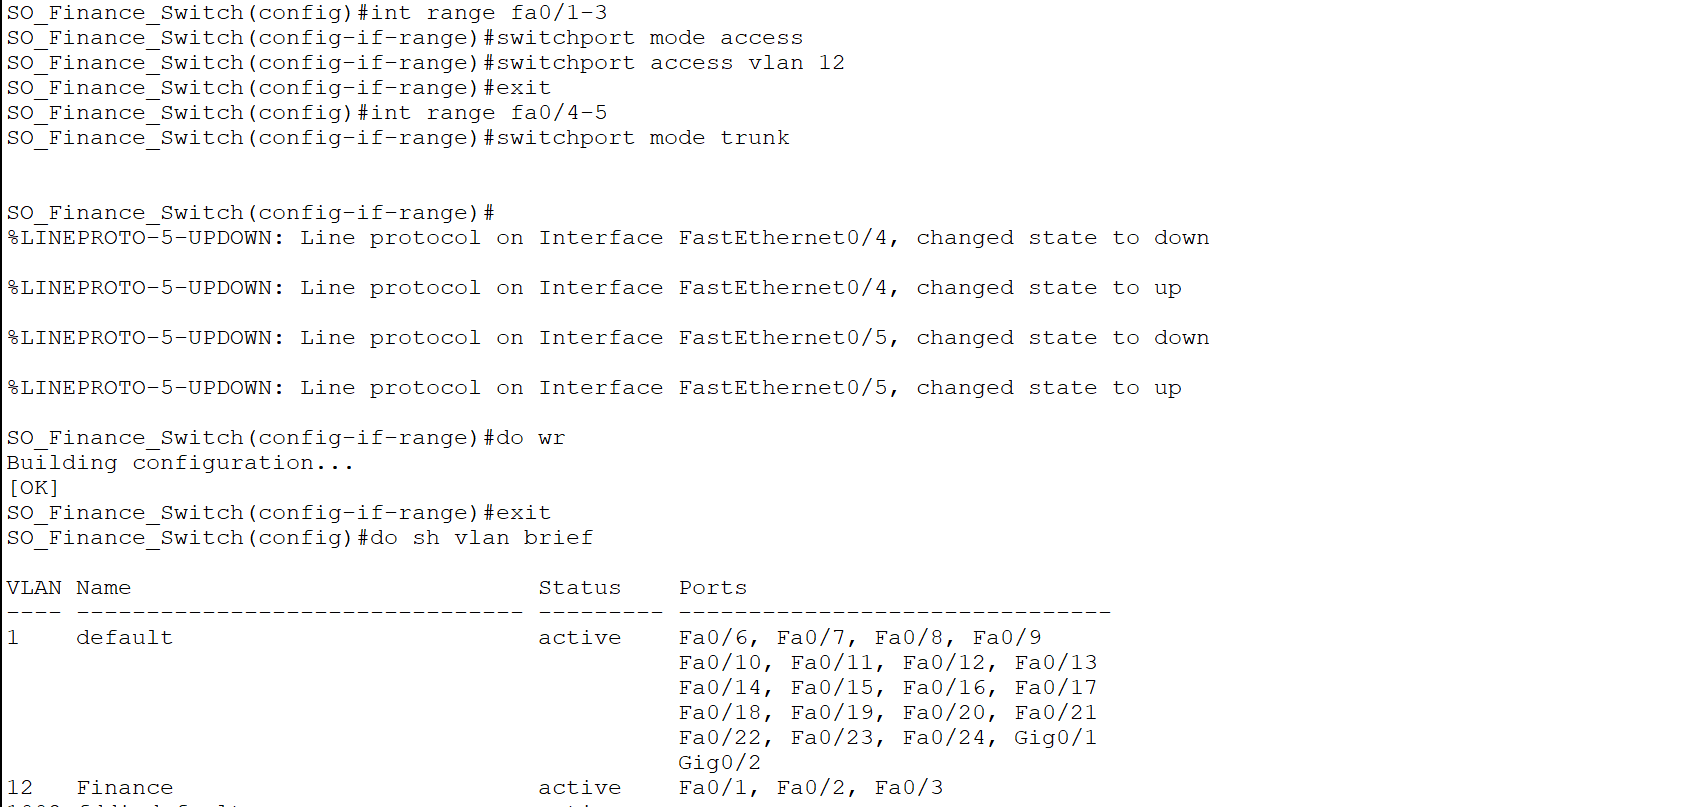 SO_Finance_Switch(config)#int range fa0/1-3
SO_Finance_Switch(config-if-range)#switchport mode access
SO_Finance_Switch(config-if-range)#switchport access vlan 12
SO_Finance_Switch(config-if-range)#exit
SO_Finance_Switch(config)#int range fa0/4-5
SO_Finance_Switch(config-if-range)#switchport mode trunk
SO_Finance_Switch(config-if-range)#
%LINEPROTO-5-UPDOWN: Line protocol on Interface FastEthernet0/4, changed state to down
%LINEPROTO-5-UPDOWN: Line protocol on Interface FastEthernet0/4, changed state to up
%LINEPROTO-5-UPDOWN: Line protocol on Interface FastEthernet0/5, changed state to down
%LINEPROTO-5-UPDOWN: Line protocol on Interface FastEthernet0/5, changed state to up
SO_Finance_Switch(config-if-range)#do wr
Building configuration...
[OK]
SO_Finance_Switch(config-if-range)#exit
SO_Finance_Switch(config)#do sh vlan brief
VLAN Name                             Status    Ports
---- -------------------------------- --------- -------------------------------
1    default                          active    Fa0/6, Fa0/7, Fa0/8, Fa0/9
                                                Fa0/10, Fa0/11, Fa0/12, Fa0/13
                                                Fa0/14, Fa0/15, Fa0/16, Fa0/17
                                                Fa0/18, Fa0/19, Fa0/20, Fa0/21
                                                Fa0/22, Fa0/23, Fa0/24, Gig0/1
                                                Gig0/2
12   Finance                          active    Fa0/1, Fa0/2, Fa0/3